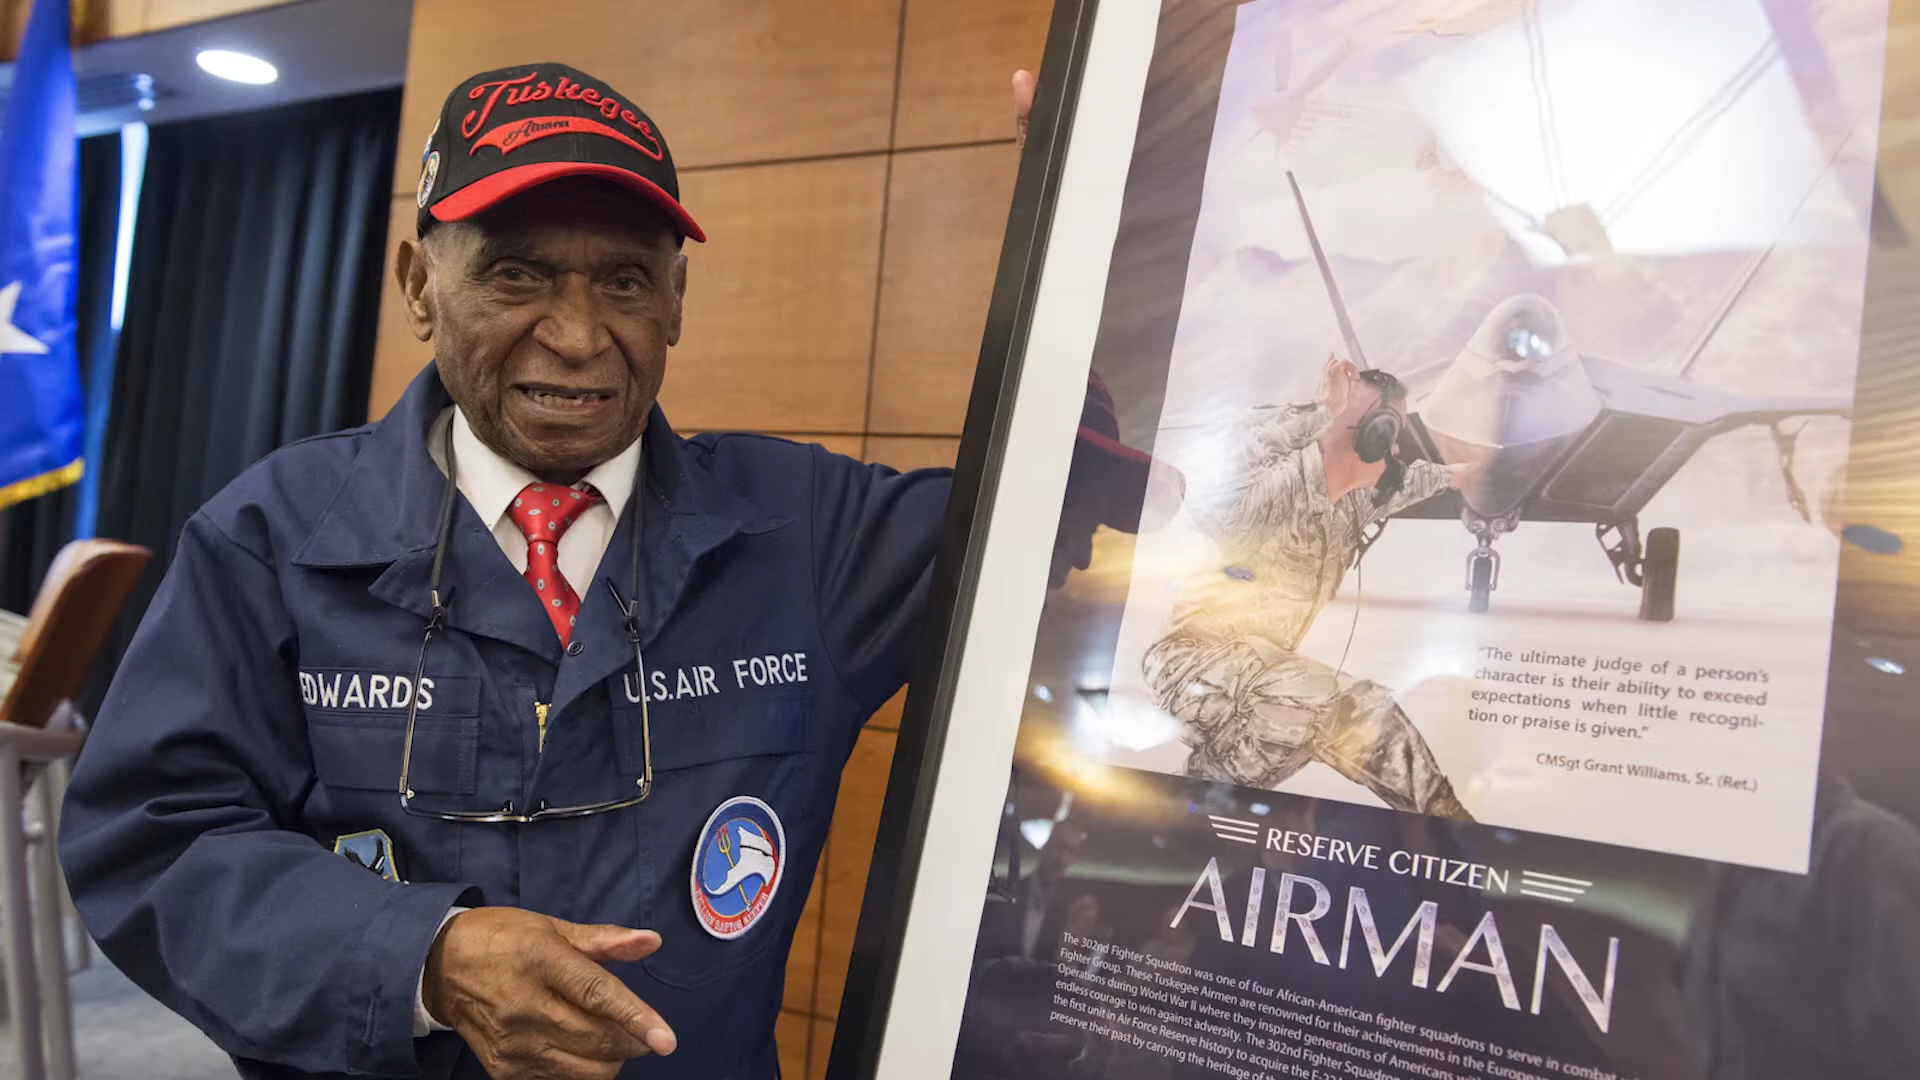 Tuskegee
Airmen
EDWARDS
U.S.AIR FORCE
"The ultimate judge of a person's
character is their ability to exceed
expectations when little recogni-
tion or praise is given."
CMSgt Grant Williams, Sr. (Ret.)
RESERVE CITIZEN
AIRMAN
The 302nd Fighter Squadron was one of four African-American fighter squadrons to serve in combat
Fighter Group. These Tuskegee Airmen are renowned for their achievements in the European
Operations during World War II where they inspired generations of Americans
endless courage to win against adversity. The 302nd Fighter Squadron
the first unit in Air Force Reserve history to acquire the F-22A
preserve their past by carrying the heritage of